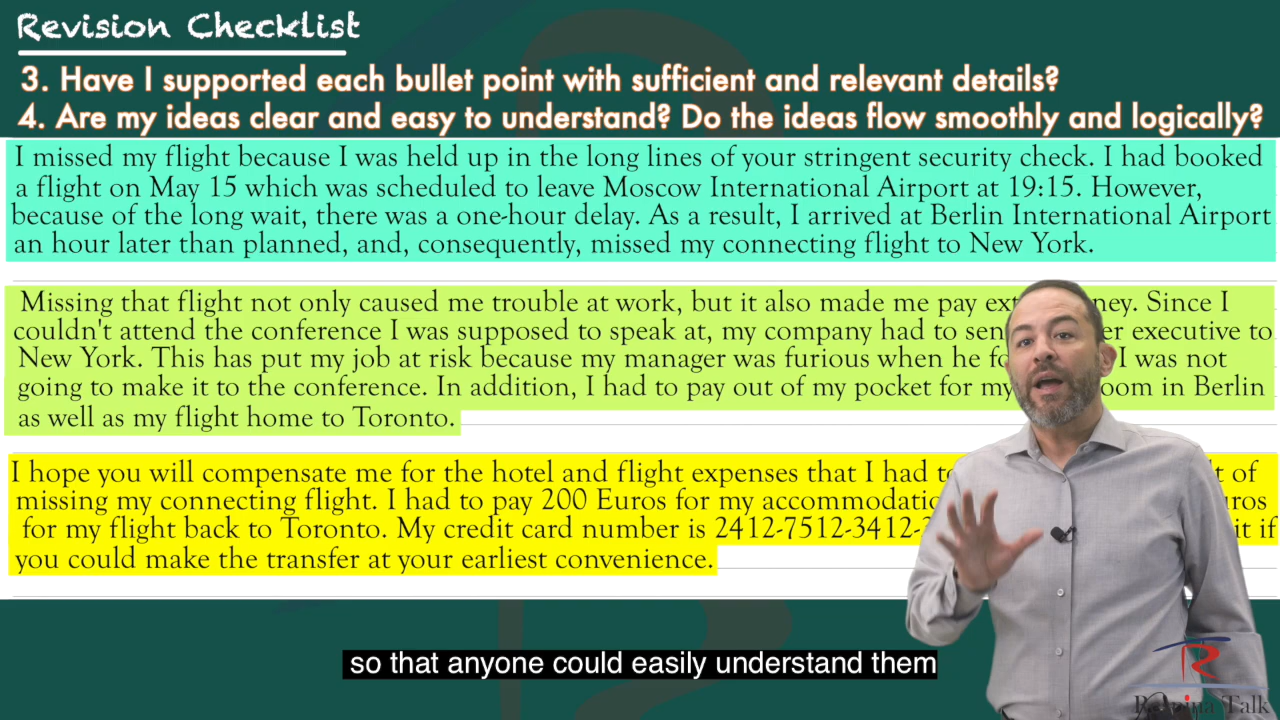 Revision Checklist
3. Have I supported each bullet point with sufficient and relevant details?
4. Are my ideas clear and easy to understand? Do the ideas flow smoothly and logically?
I missed my flight because I was held up in the long lines of your stringent security check. I had booked
a flight on May 15 which was scheduled to leave Moscow International Airport at 19:15. However,
because of the long wait, there was a one-hour delay. As a result, I arrived at Berlin International Airport
an hour later than planned, and, consequently, missed my connecting flight to New York.
Missing that flight not only caused me trouble at work, but it also made me pay Since I
couldn't attend the conference I was supposed to speak at, my company had to executive to
New York. This has put my job at risk because my manager was furious when he I was not
going to make it to the conference. In addition, I had to pay out of my pocket for my in Berlin
as well as my flight home to Toronto.
I hope you will compensate me for the hotel and flight expenses that I had of
missing my connecting flight. I had to pay 200 Euros for my
for my flight back to Toronto. My credit card number is 2412-7512-3412- if
you could make the transfer at your earliest convenience.
so that anyone could easily understand them
Talk